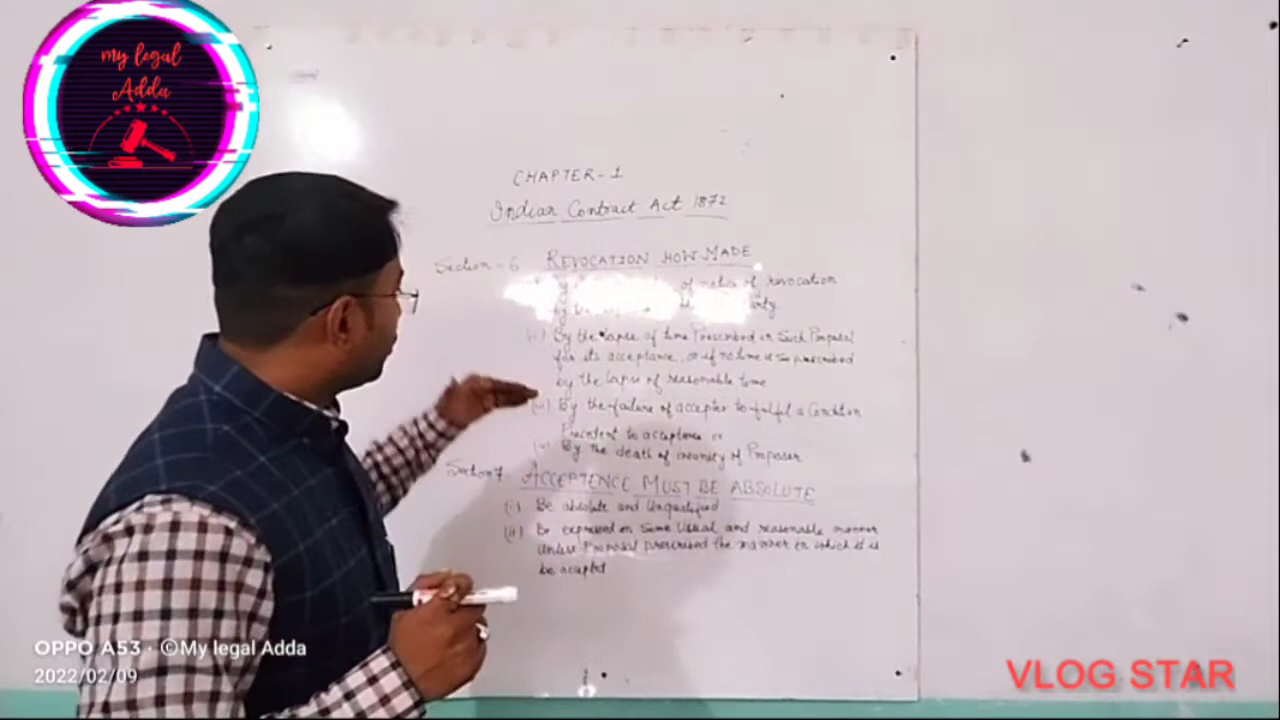 my legal
Adda
CHAPTER-1
Indian Contract Act 1872
Section-6 REVOCATION HOW MADE
of notice of revocation
by
(ii) By the lapse of time Prescribed in Such Proposal
for its acceptance, or if no time is so prescribed
by the lapse of reasonable time
(iii) By the failure of accepter to fulfil a Condition
Precedent to acceptance or
(iv) By the death or insanity of Proposer
Section 7 ACCEPTENCE MUST BE ABSOLUTE
(i) Be absolute and Unqualified
(ii) Be expressed in Some Usual and reasonable manner
Unless Proposal prescribed the manner in which it is
be accepted
OPPO A53 · ©My legal Adda
2022/02/09
VLOG STAR